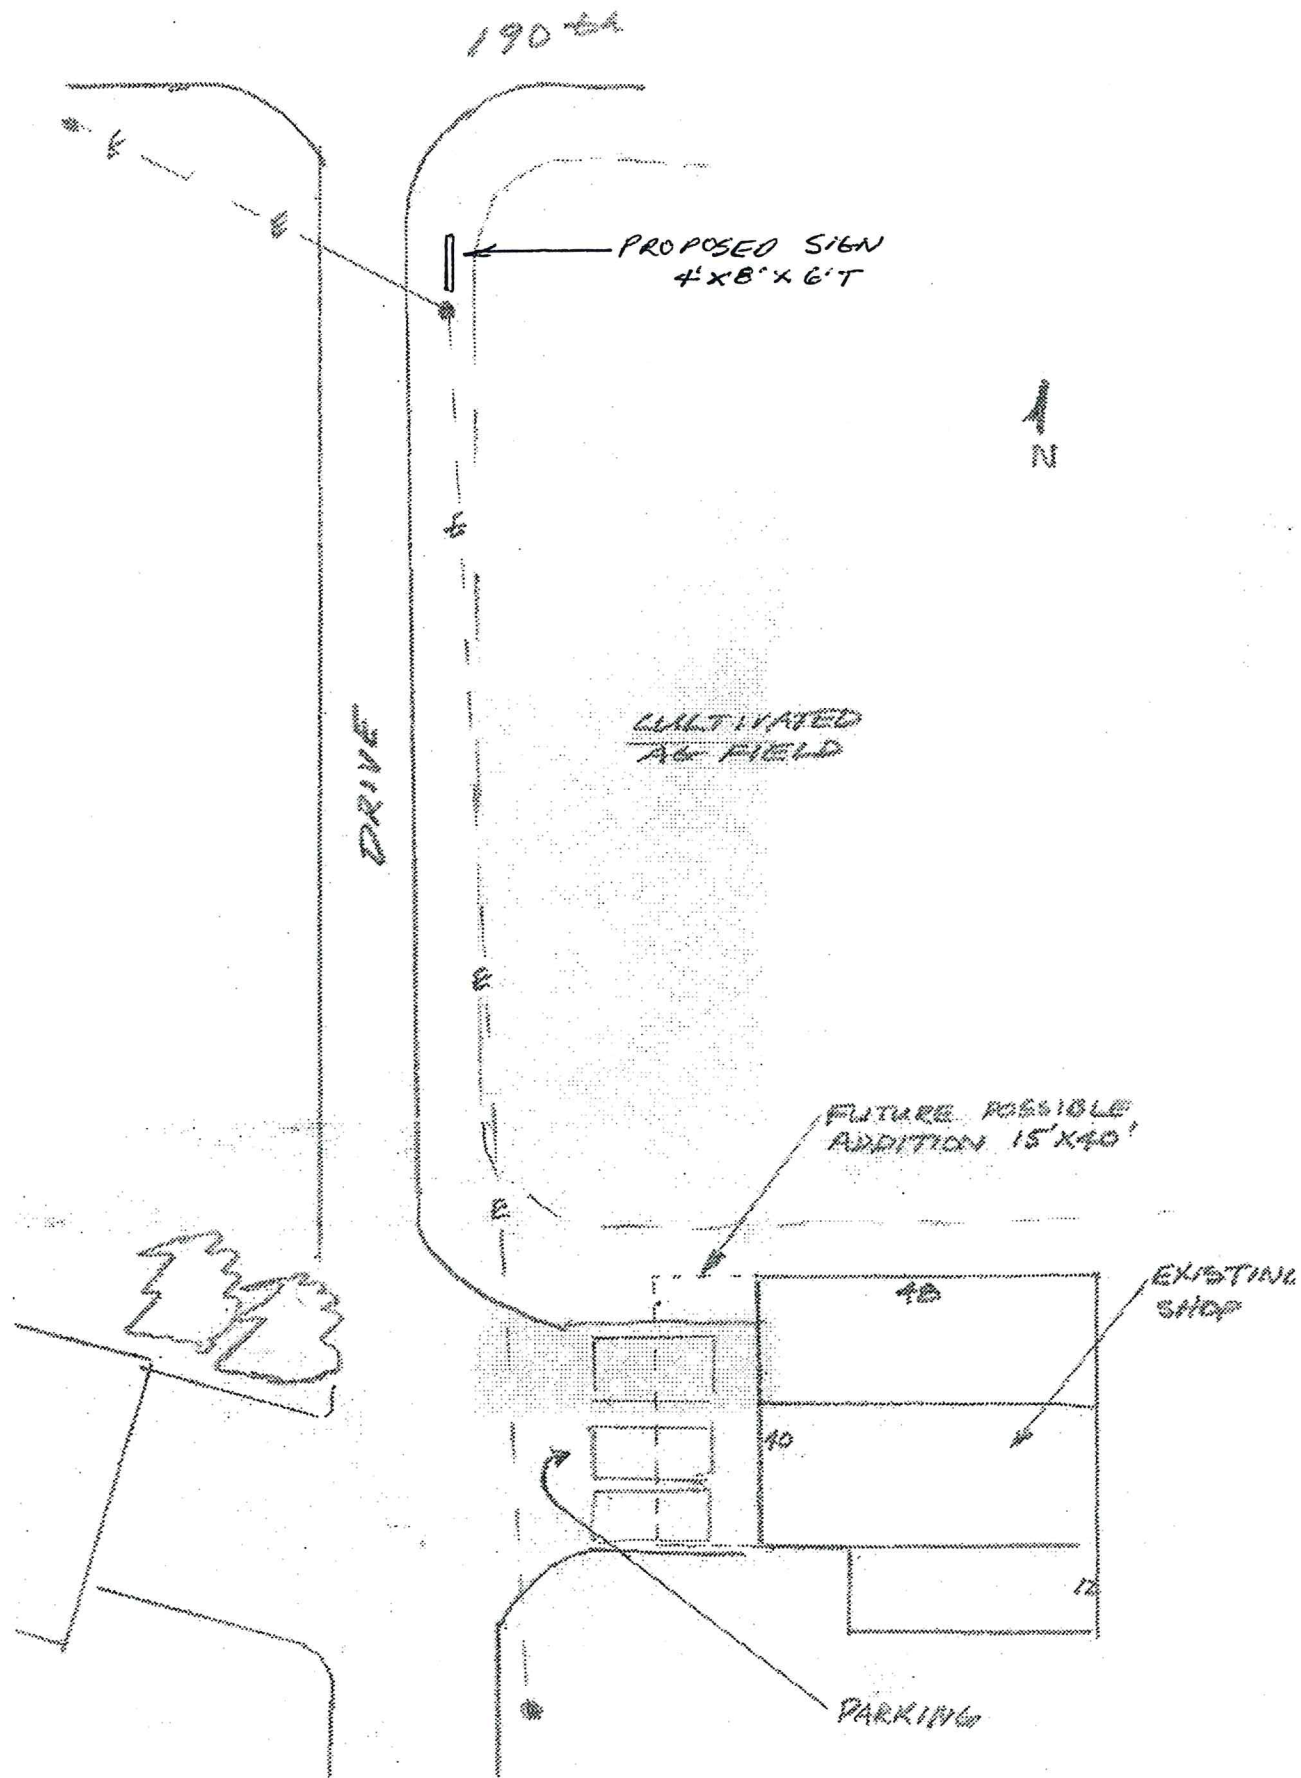 190 th
E
E
PROPOSED SIGN
4'X8'X6'T
N
E
CULTIVATED
AG FIELD
DRIVE
E
FUTURE POSSIBLE
ADDITION 15'X40'
E
48
EXISTING
SHOP
40
12
PARKING